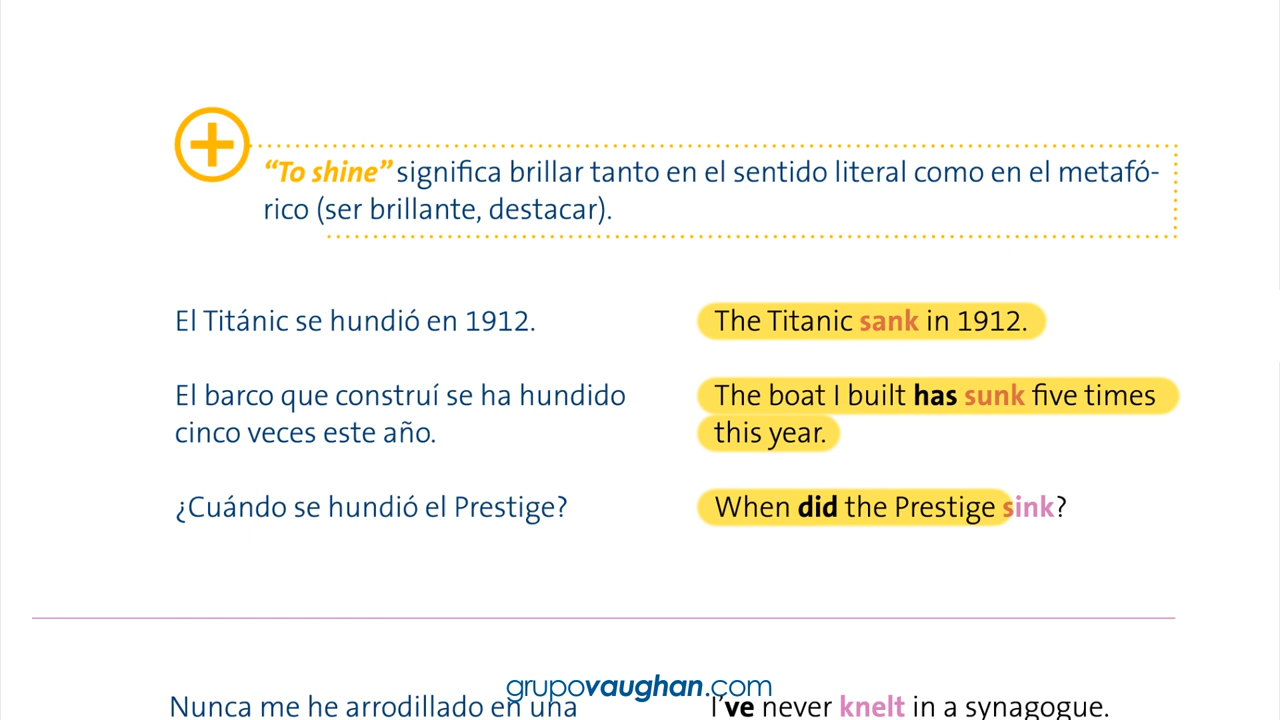 “To shine” significa brillar tanto en el sentido literal como en el metafó-
rico (ser brillante, destacar).
El Titánic se hundió en 1912.
The Titanic sank in 1912.
El barco que construí se ha hundido
cinco veces este año.
The boat I built has sunk five times
this year.
¿Cuándo se hundió el Prestige?
When did the Prestige sink?
grupovaughan.com
Nunca me he arrodillado en una
I’ve never knelt in a synagogue.